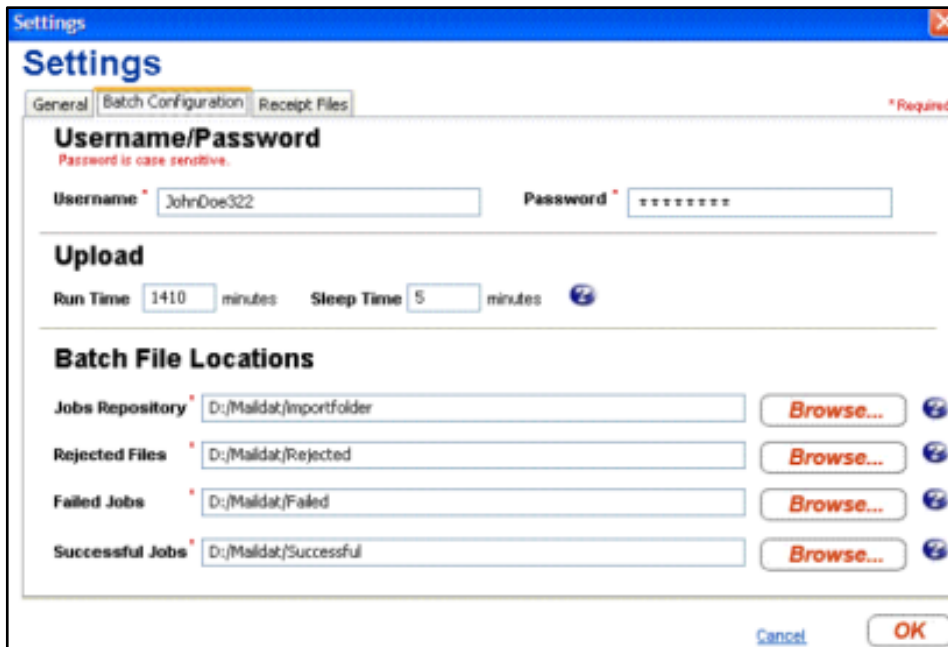 Settings
Settings
General Batch Configuration Receipt Files *Required
Username/Password
Password is case sensitive.
Username * JohnDoe322 Password * ********
Upload
Run Time 1410 minutes Sleep Time 5 minutes ?
Batch File Locations
Jobs Repository * D:/Maildat/importfolder Browse... ?
Rejected Files * D:/Maildat/Rejected Browse... ?
Failed Jobs * D:/Maildat/Failed Browse... ?
Successful Jobs * D:/Maildat/Successful Browse... ?
Cancel OK